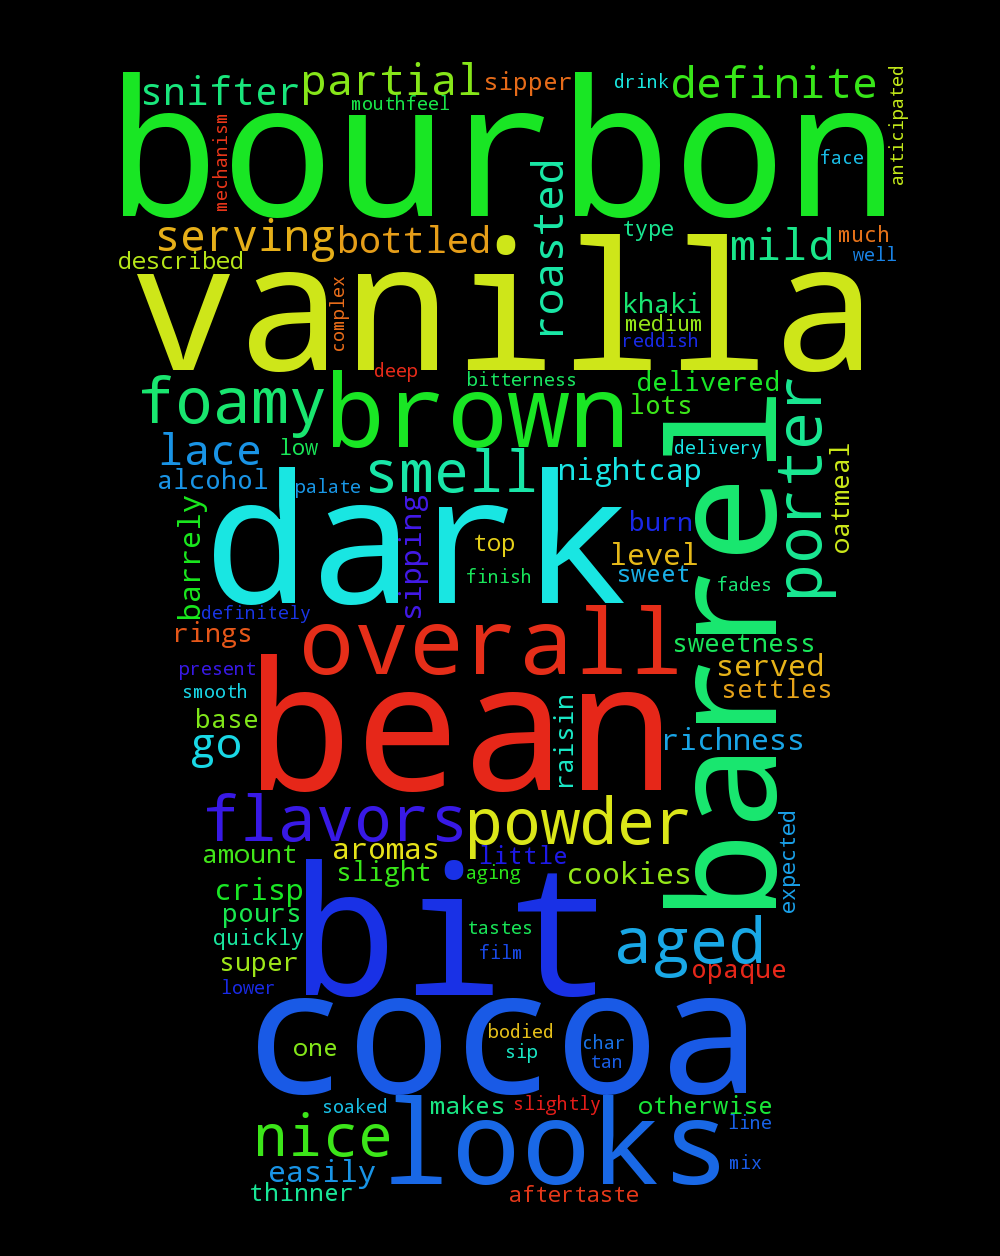 partial
sipper
drink
definite
anticipated
snifter
mouthfeel
bourbon
mechanism
face
roasted
serving
bottled
type
mild
much
well
described
vanilla
complex
khaki
medium
reddish
deep
bitterness
delivered
foamy
brown
lots
porter
barrel
lace
low
smell
nightcap
delivery
oatmeal
alcohol
palate
dark
barrely
sipping
top
burn
level
finish
sweet
fades
definitely
rings
overall
sweetness
present
served
smooth
bean
settles
base
raisin
go
richness
flavors
powder
expected
amount
aromas
little
slight
aging
cookies
crisp
bit
pours
tastes
quickly
film
aged
super
opaque
lower
cocoa
one
bodied
sip
char
tan
soaked
makes
slightly
otherwise
nice
looks
line
easily
mix
thinner
aftertaste